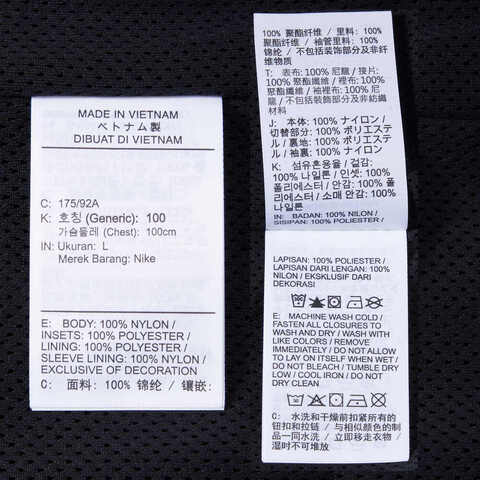 MADE IN VIETNAM
ベトナム製
DIBUAT DI VIETNAM
C: 175/92A
K: 호칭 (Generic): 100
가슴둘레 (Chest): 100cm
IN: Ukuran: L
Merek Barang: Nike
E: BODY: 100% NYLON /
INSETS: 100% POLYESTER /
LINING: 100% POLYESTER /
SLEEVE LINING: 100% NYLON /
EXCLUSIVE OF DECORATION
C: 面料: 100% 锦纶 / 镶嵌:
100% 聚酯纤维 / 里料: 100%
聚酯纤维 / 袖管里料: 100%
锦纶 / 不包括装饰部分及非纤
维物质
T: 表布: 100% 尼龍 / 接片:
100% 聚酯纖維 / 裡布: 100%
聚酯纖維 / 袖裡布: 100% 尼
龍 / 不包括裝飾部分及非紡織
材料
J: 本体: 100% ナイロン /
切替部分: 100% ポリエステ
ル / 裏地: 100% ポリエステ
ル / 袖裏: 100% ナイロン
K: 섬유혼용율 / 겉감:
100% 나일론 / 인셋: 100%
폴리에스터 / 안감: 100% 폴
리에스터 / 소매 안감: 100%
나일론
IN: BADAN: 100% NILON /
SISIPAN: 100% POLIESTER /
LAPISAN: 100% POLIESTER /
LAPISAN DARI LENGAN: 100%
NILON / EKSKLUSIF DARI
DEKORASI
E: MACHINE WASH COLD /
FASTEN ALL CLOSURES TO
WASH AND DRY / WASH WITH
LIKE COLORS / REMOVE
IMMEDIATELY / DO NOT ALLOW
TO LAY ON ITSELF WHEN WET /
DO NOT BLEACH / TUMBLE DRY
LOW / COOL IRON / DO NOT
DRY CLEAN
C: 水洗和干燥前扣紧所有的
钮扣和拉链 / 与相似颜色的制
品一同水洗 / 立即移走衣物 /
湿时不可堆放